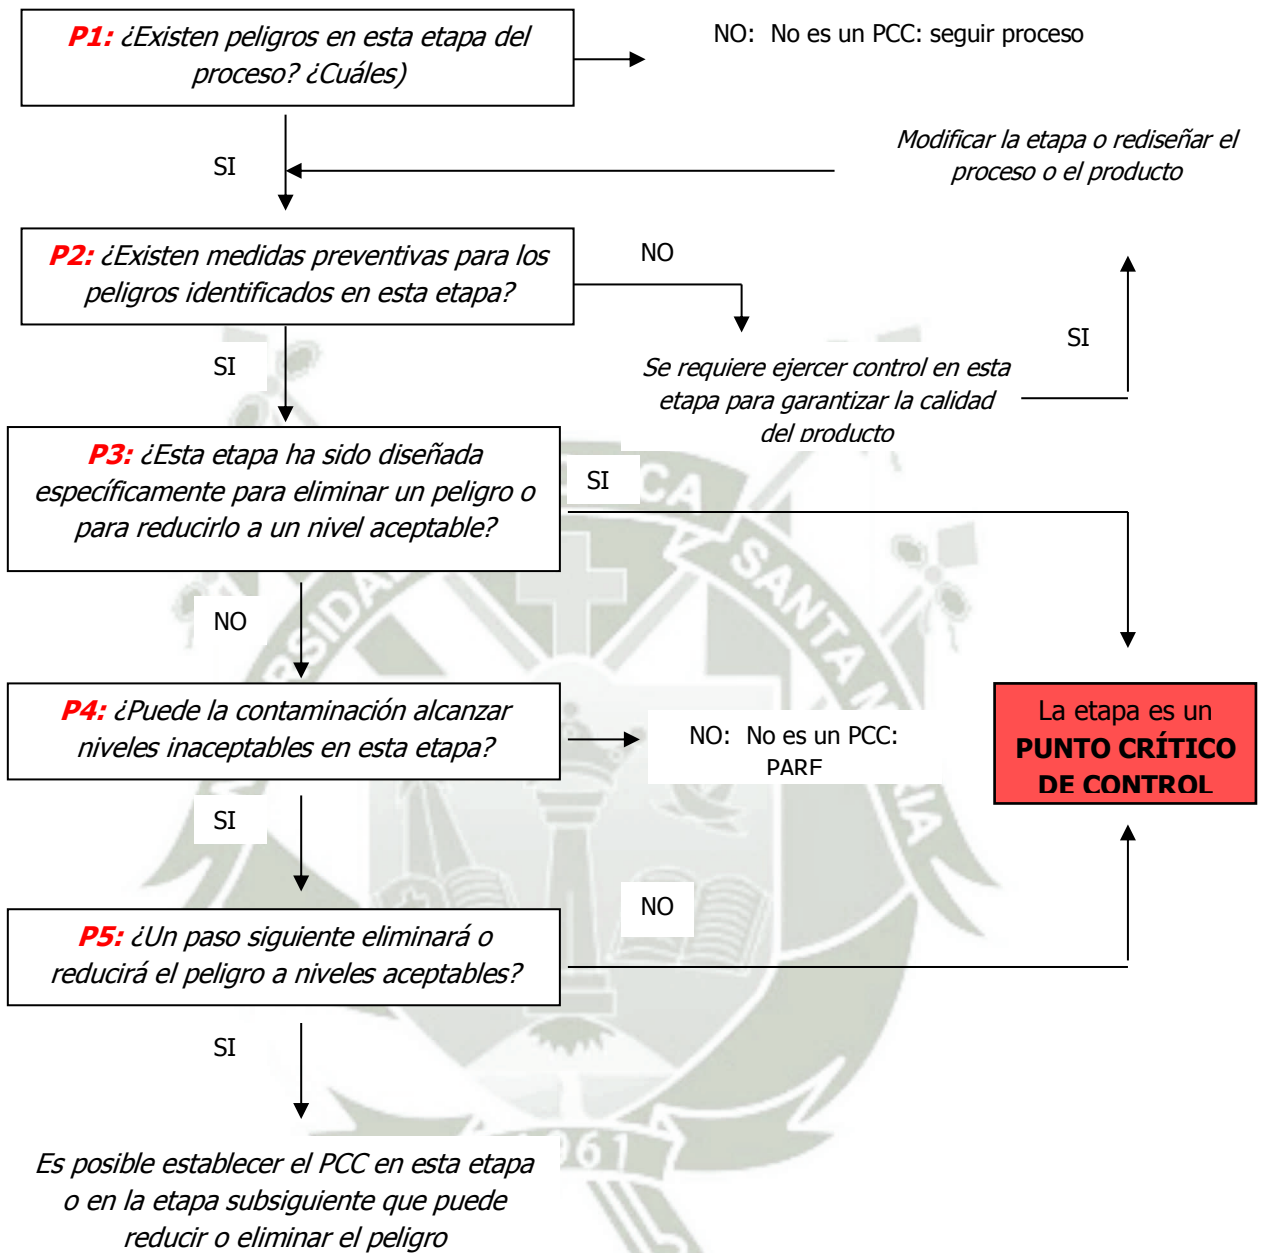 P1: ¿Existen peligros en esta etapa del
proceso? ¿Cuáles)
NO: No es un PCC: seguir proceso
SI
Modificar la etapa o rediseñar el
proceso o el producto
P2: ¿Existen medidas preventivas para los
peligros identificados en esta etapa?
NO
SI
SI
Se requiere ejercer control en esta
etapa para garantizar la calidad
del producto
P3: ¿Esta etapa ha sido diseñada
específicamente para eliminar un peligro o
para reducirlo a un nivel aceptable?
SI
NO
P4: ¿Puede la contaminación alcanzar
niveles inaceptables en esta etapa?
NO: No es un PCC:
La etapa es un
PUNTO CRÍTICO
DE CONTROL
SI
P5: ¿Un paso siguiente eliminará o
reducirá el peligro a niveles aceptables?
NO
SI
Es posible establecer el PCC en esta etapa
o en la etapa subsiguiente que puede
reducir o eliminar el peligro
SANTA